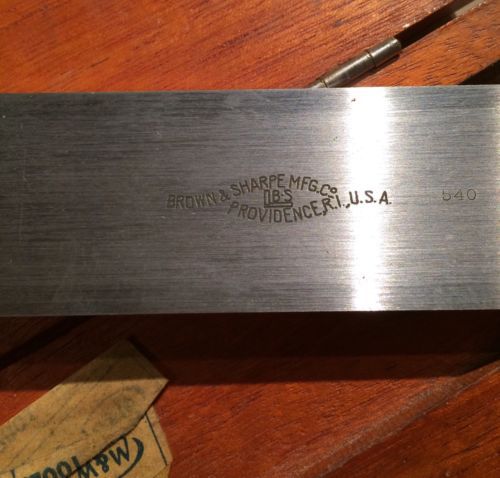 BROWN & SHARPE MFG.Co.
B·S
PROVIDENCE, R.I., U.S.A.
540